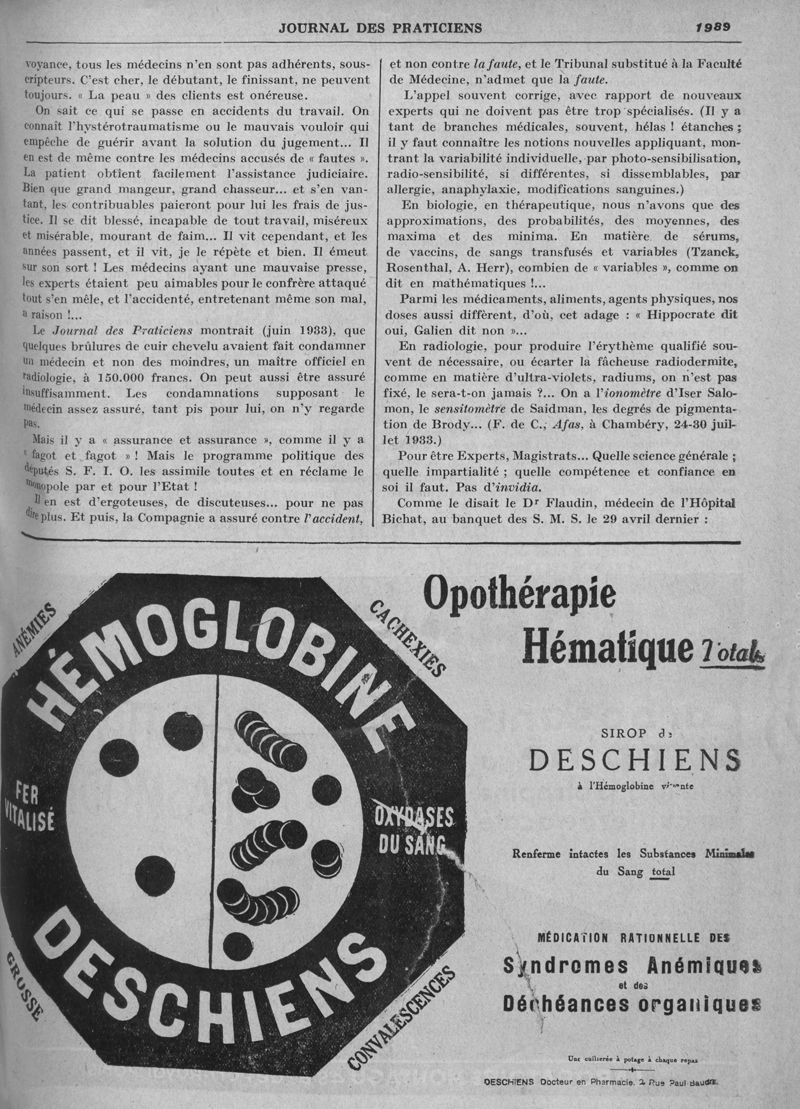 JOURNAL DES PRATICIENS 1989
voyance, tous les médecins n'en sont pas adhérents, sous-
cripteurs. C'est cher, le débutant, le finissant, ne peuvent
toujours. « La peau » des clients est onéreuse.
On sait ce qui se passe en accidents du travail. On
connait l'hystérotraumatisme ou le mauvais vouloir qui
empêche de guérir avant la solution du jugement... Il
en est de même contre les médecins accusés de « fautes ».
La patient obtient facilement l'assistance judiciaire.
Bien que grand mangeur, grand chasseur... et s'en van-
tant, les contribuables paieront pour lui les frais de jus-
tice. Il se dit blessé, incapable de tout travail, miséreux
et misérable, mourant de faim... Il vit cependant, et les
années passent, et il vit, je le répète et bien. Il émeut
sur son sort ! Les médecins ayant une mauvaise presse,
les experts étaient peu aimables pour le confrère attaqué
tout s'en mêle, et l'accidenté, entretenant même son mal,
a raison !...
Le Journal des Praticiens montrait (juin 1933), que
quelques brûlures de cuir chevelu avaient fait condamner
un médecin et non des moindres, un maître officiel en
radiologie, à 150.000 francs. On peut aussi être assuré
insuffisamment. Les condamnations supposant le
médecin assez assuré, tant pis pour lui, on n'y regarde
pas.
Mais il y a « assurance et assurance », comme il y a
« fagot et fagot » ! Mais le programme politique des
députés S. F. I. O. les assimile toutes et en réclame le
monopole par et pour l'Etat !
Il en est d'ergoteuses, de discuteuses... pour ne pas
dire plus. Et puis, la Compagnie a assuré contre l'accident,
et non contre la faute, et le Tribunal substitué à la Faculté
de Médecine, n'admet que la faute.
L'appel souvent corrige, avec rapport de nouveaux
experts qui ne doivent pas être trop spécialisés. (Il y a
tant de branches médicales, souvent, hélas ! étanches ;
il y faut connaître les notions nouvelles appliquant, mon-
trant la variabilité individuelle, par photo-sensibilisation,
radio-sensibilité, si différentes, si dissemblables, par
allergie, anaphylaxie, modifications sanguines.)
En biologie, en thérapeutique, nous n'avons que des
approximations, des probabilités, des moyennes, des
maxima et des minima. En matière de sérums,
de vaccins, de sangs transfusés et variables (Tzanck,
Rosenthal, A. Herr), combien de « variables », comme on
dit en mathématiques !...
Parmi les médicaments, aliments, agents physiques, nos
doses aussi diffèrent, d'où, cet adage : « Hippocrate dit
oui, Galien dit non »...
En radiologie, pour produire l'érythème qualifié sou-
vent de nécessaire, ou écarter la fâcheuse radiodermite,
comme en matière d'ultra-violets, radiums, on n'est pas
fixé, le sera-t-on jamais ?... On a l'ionomètre d'Iser Salo-
mon, le sensitomètre de Saidman, les degrés de pigmenta-
tion de Brody... (F. de C., Afas, à Chambéry, 24-30 juil-
let 1933.)
Pour être Experts, Magistrats... Quelle science générale ;
quelle impartialité ; quelle compétence et confiance en
soi il faut. Pas d'invidia.
Comme le disait le Dr Flaudin, médecin de l'Hôpital
Bichat, au banquet des S. M. S. le 29 avril dernier :
ANÉMIES
CACHEXIES
HÉMOGLOBINE
FER
VITALISÉ
OXYDASES
DU SANG
DESCHIENS
GROSSE
CONVALESCENCES
Opothérapie
Hématique Totale
SIROP de
DESCHIENS
à l'Hémoglobine vivante
Renferme intactes les Substances Minimales
du Sang total
MÉDICATION RATIONNELLE DES
Syndromes Anémiques
et des
Déchéances organiques
Une cuillerée à potage à chaque repas
DESCHIENS Docteur en Pharmacie. Rue Paul Baudry.